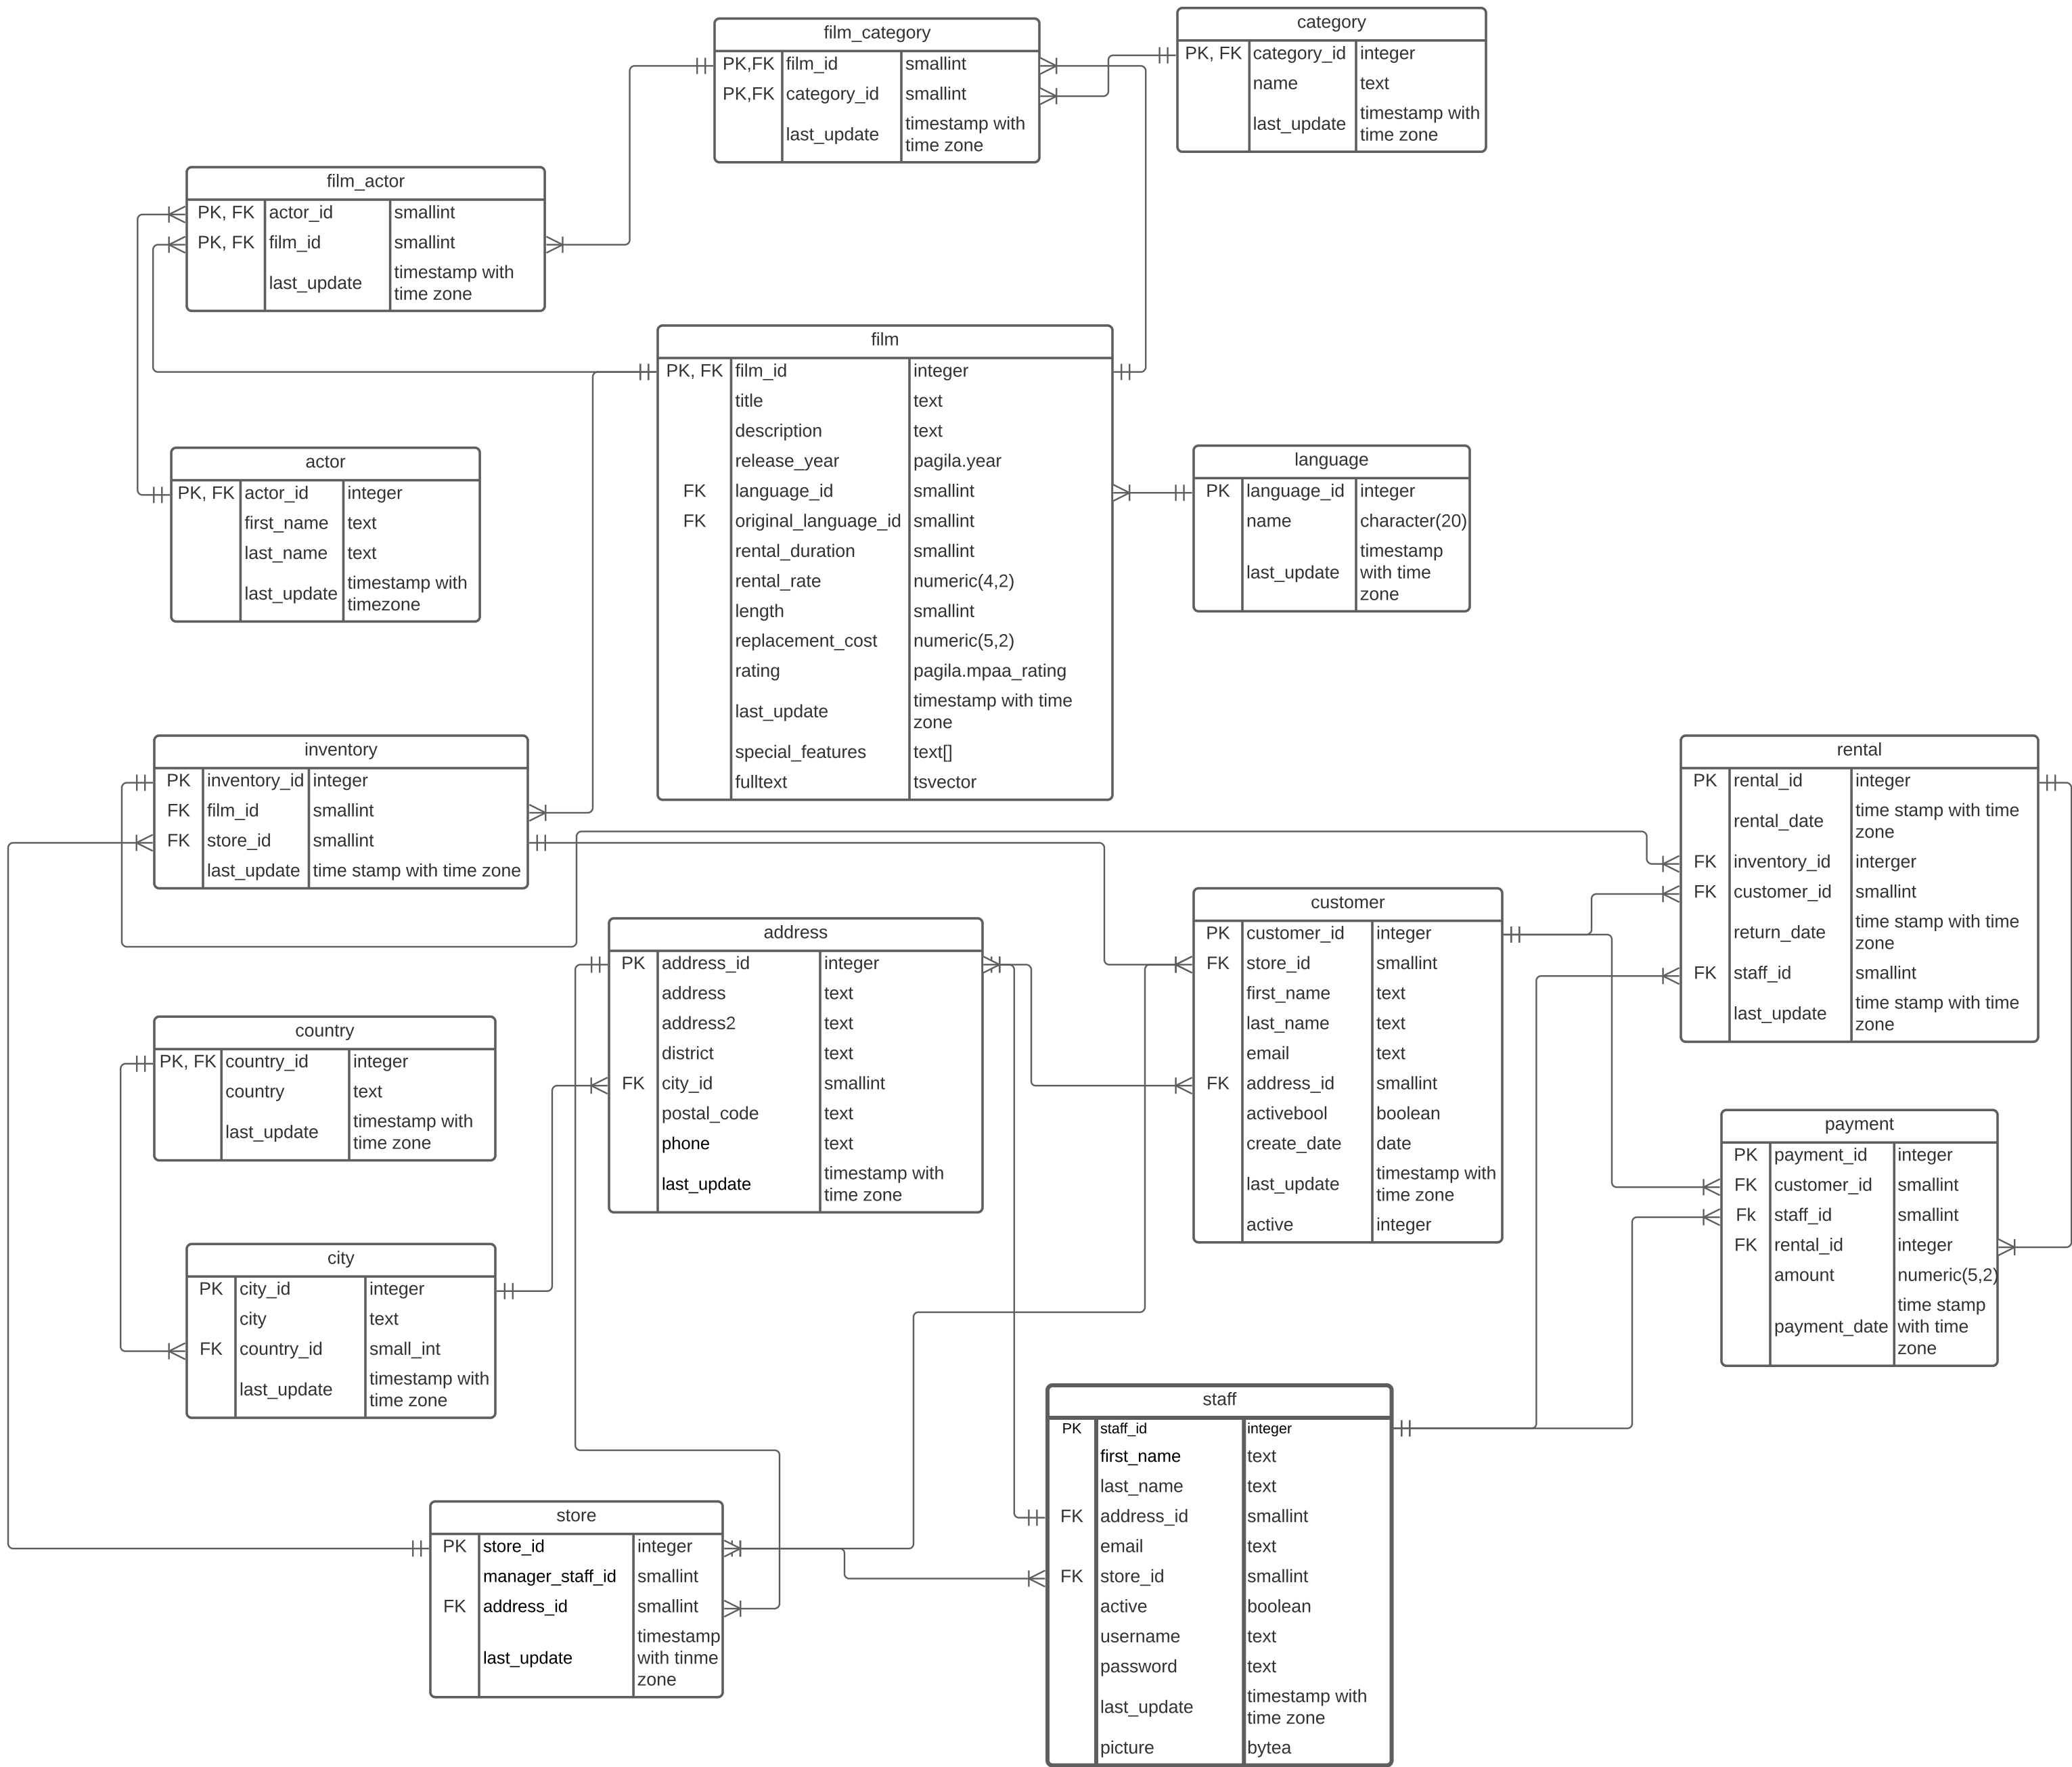 film_category
PK,FK film_id smallint
PK,FK category_id smallint
last_update timestamp with
time zone
category
PK, FK category_id integer
name text
last_update timestamp with
time zone
film_actor
PK, FK actor_id smallint
PK, FK film_id smallint
last_update timestamp with
time zone
film
PK, FK film_id integer
title text
description text
release_year pagila.year
FK language_id smallint
FK original_language_id smallint
rental_duration smallint
rental_rate numeric(4,2)
length smallint
replacement_cost numeric(5,2)
rating pagila.mpaa_rating
last_update timestamp with time
zone
special_features text[]
fulltext tsvector
actor
PK, FK actor_id integer
first_name text
last_name text
last_update timestamp with
timezone
language
PK language_id integer
name character(20)
last_update timestamp
with time
zone
inventory
PK inventory_id integer
FK film_id smallint
FK store_id smallint
last_update time stamp with time zone
rental
PK rental_id integer
rental_date time stamp with time
zone
FK inventory_id interger
FK customer_id smallint
return_date time stamp with time
zone
FK staff_id smallint
last_update time stamp with time
zone
address
PK address_id integer
address text
address2 text
district text
FK city_id smallint
postal_code text
phone text
last_update timestamp with
time zone
customer
PK customer_id integer
FK store_id smallint
first_name text
last_name text
email text
FK address_id smallint
activebool boolean
create_date date
last_update timestamp with
time zone
active integer
country
PK, FK country_id integer
country text
last_update timestamp with
time zone
payment
PK payment_id integer
FK customer_id smallint
Fk staff_id smallint
FK rental_id integer
amount numeric(5,2)
payment_date time stamp
with time
zone
city
PK city_id integer
city text
FK country_id small_int
last_update timestamp with
time zone
staff
PK staff_id integer
first_name text
last_name text
FK address_id smallint
email text
FK store_id smallint
active boolean
username text
password text
last_update timestamp with
time zone
picture bytea
store
PK store_id integer
manager_staff_id smallint
FK address_id smallint
last_update timestamp
with tinme
zone